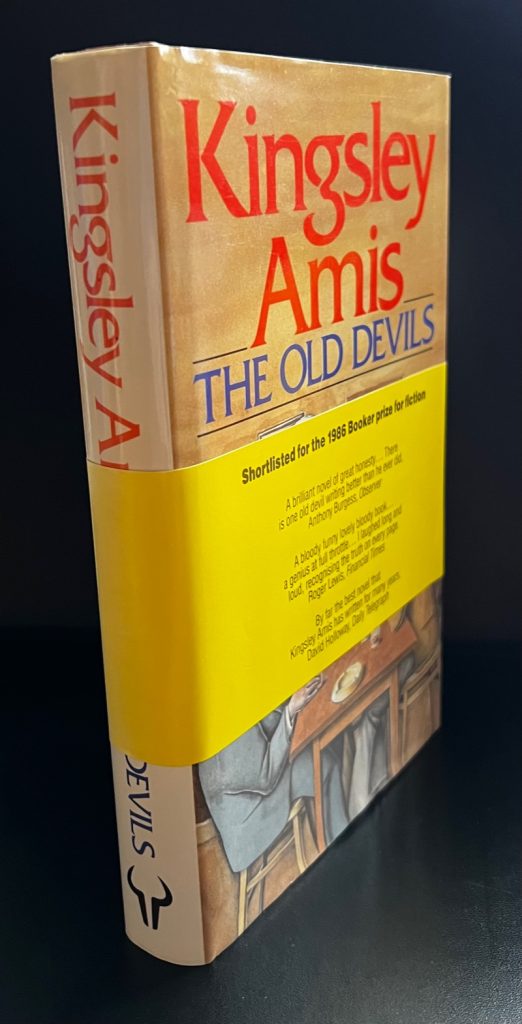 Kingsley A
DEVILS
Kingsley
Amis
THE OLD DEVILS
Shortlisted for the 1986 Booker prize for fiction
A brilliant novel of great honesty. . . There
is one old devil writing better than he ever did.
Anthony Burgess, Observer
A bloody funny lovely bloody book. . .
a genius at full throttle. . . I laughed long and
loud, recognising the truth on every page.
Roger Lewis, Financial Times
By far the best novel that
Kingsley Amis has written for many years.
David Holloway, Daily Telegraph